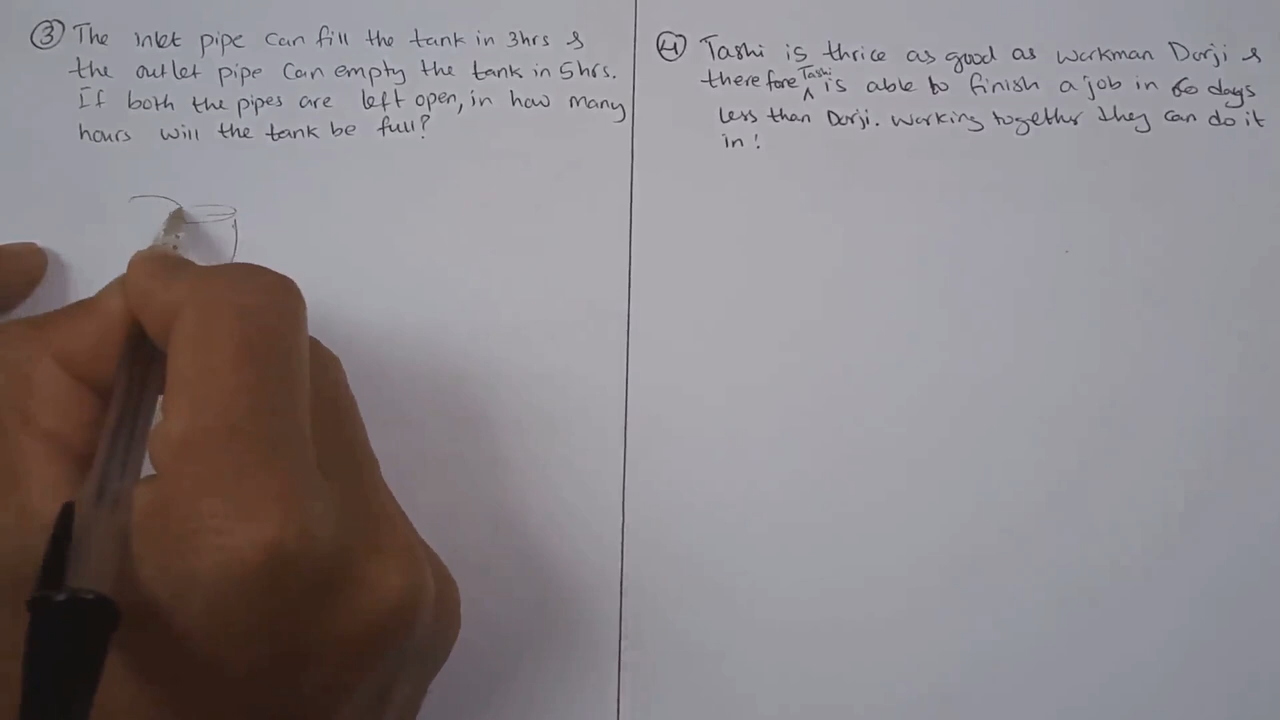 ③ The inlet pipe can fill the tank in 3hrs &
the outlet pipe can empty the tank in 5hrs.
If both the pipes are left open, in how many
hours will the tank be full?
④ Tashi is thrice as good as workman Dorji &
therefore Tashi is able to finish a job in 60 days
less than Dorji. Working together they can do it
in: